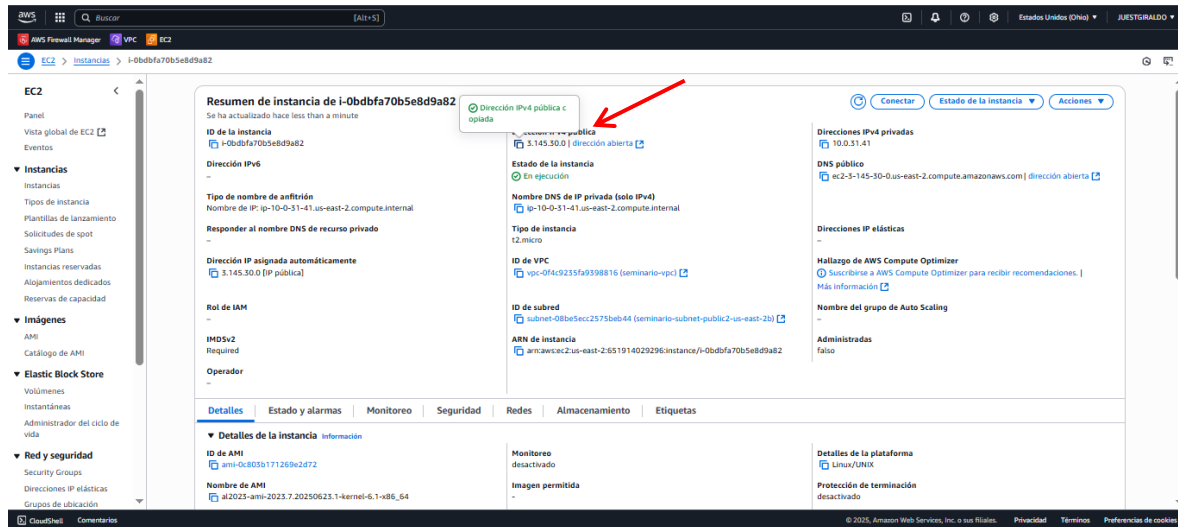 aws
Buscar
[Alt+S]
Estados Unidos (Ohio)
JUESTGIRALDO
AWS Firewall Manager
VPC
EC2
EC2 > Instancias > i-0bdbfa70b5e8d9a82
EC2
Panel
Vista global de EC2
Eventos
Instancias
Instancias
Tipos de instancia
Plantillas de lanzamiento
Solicitudes de spot
Savings Plans
Instancias reservadas
Alojamientos dedicados
Reservas de capacidad
Imágenes
AMI
Catálogo de AMI
Elastic Block Store
Volúmenes
Instantáneas
Administrador del ciclo de
vida
Red y seguridad
Security Groups
Direcciones IP elásticas
Grupos de ubicación
Resumen de instancia de i-0bdbfa70b5e8d9a82
Se ha actualizado hace less than a minute
Dirección IPv4 pública c
opiada
Conectar
Estado de la instancia
Acciones
ID de la instancia
i-0bdbfa70b5e8d9a82
Dirección IPv4 pública
3.145.30.0 | dirección abierta
Direcciones IPv4 privadas
10.0.31.41
Dirección IPv6
–
Estado de la instancia
En ejecución
DNS público
ec2-3-145-30-0.us-east-2.compute.amazonaws.com | dirección abierta
Tipo de nombre de anfitrión
Nombre de IP: ip-10-0-31-41.us-east-2.compute.internal
Nombre DNS de IP privada (solo IPv4)
ip-10-0-31-41.us-east-2.compute.internal
Responder al nombre DNS de recurso privado
–
Tipo de instancia
t2.micro
Direcciones IP elásticas
–
Dirección IP asignada automáticamente
3.145.30.0 [IP pública]
ID de VPC
vpc-0f4c9235fa9398816 (seminario-vpc)
Hallazgo de AWS Compute Optimizer
Suscribirse a AWS Compute Optimizer para recibir recomendaciones. |
Más información
Rol de IAM
–
ID de subred
subnet-08be5ecc2575beb44 (seminario-subnet-public2-us-east-2b)
Nombre del grupo de Auto Scaling
–
IMDSv2
Required
ARN de instancia
arn:aws:ec2:us-east-2:651914029296:instance/i-0bdbfa70b5e8d9a82
Administradas
falso
Operador
–
Detalles
Estado y alarmas
Monitoreo
Seguridad
Redes
Almacenamiento
Etiquetas
Detalles de la instancia Información
ID de AMI
ami-0c803b171269e2d72
Monitoreo
desactivado
Detalles de la plataforma
Linux/UNIX
Nombre de AMI
al2023-ami-2023.7.20250623.1-kernel-6.1-x86_64
Imagen permitida
-
Protección de terminación
desactivado
CloudShell
Comentarios
© 2025, Amazon Web Services, Inc. o sus filiales.
Privacidad
Términos
Preferencias de cookies